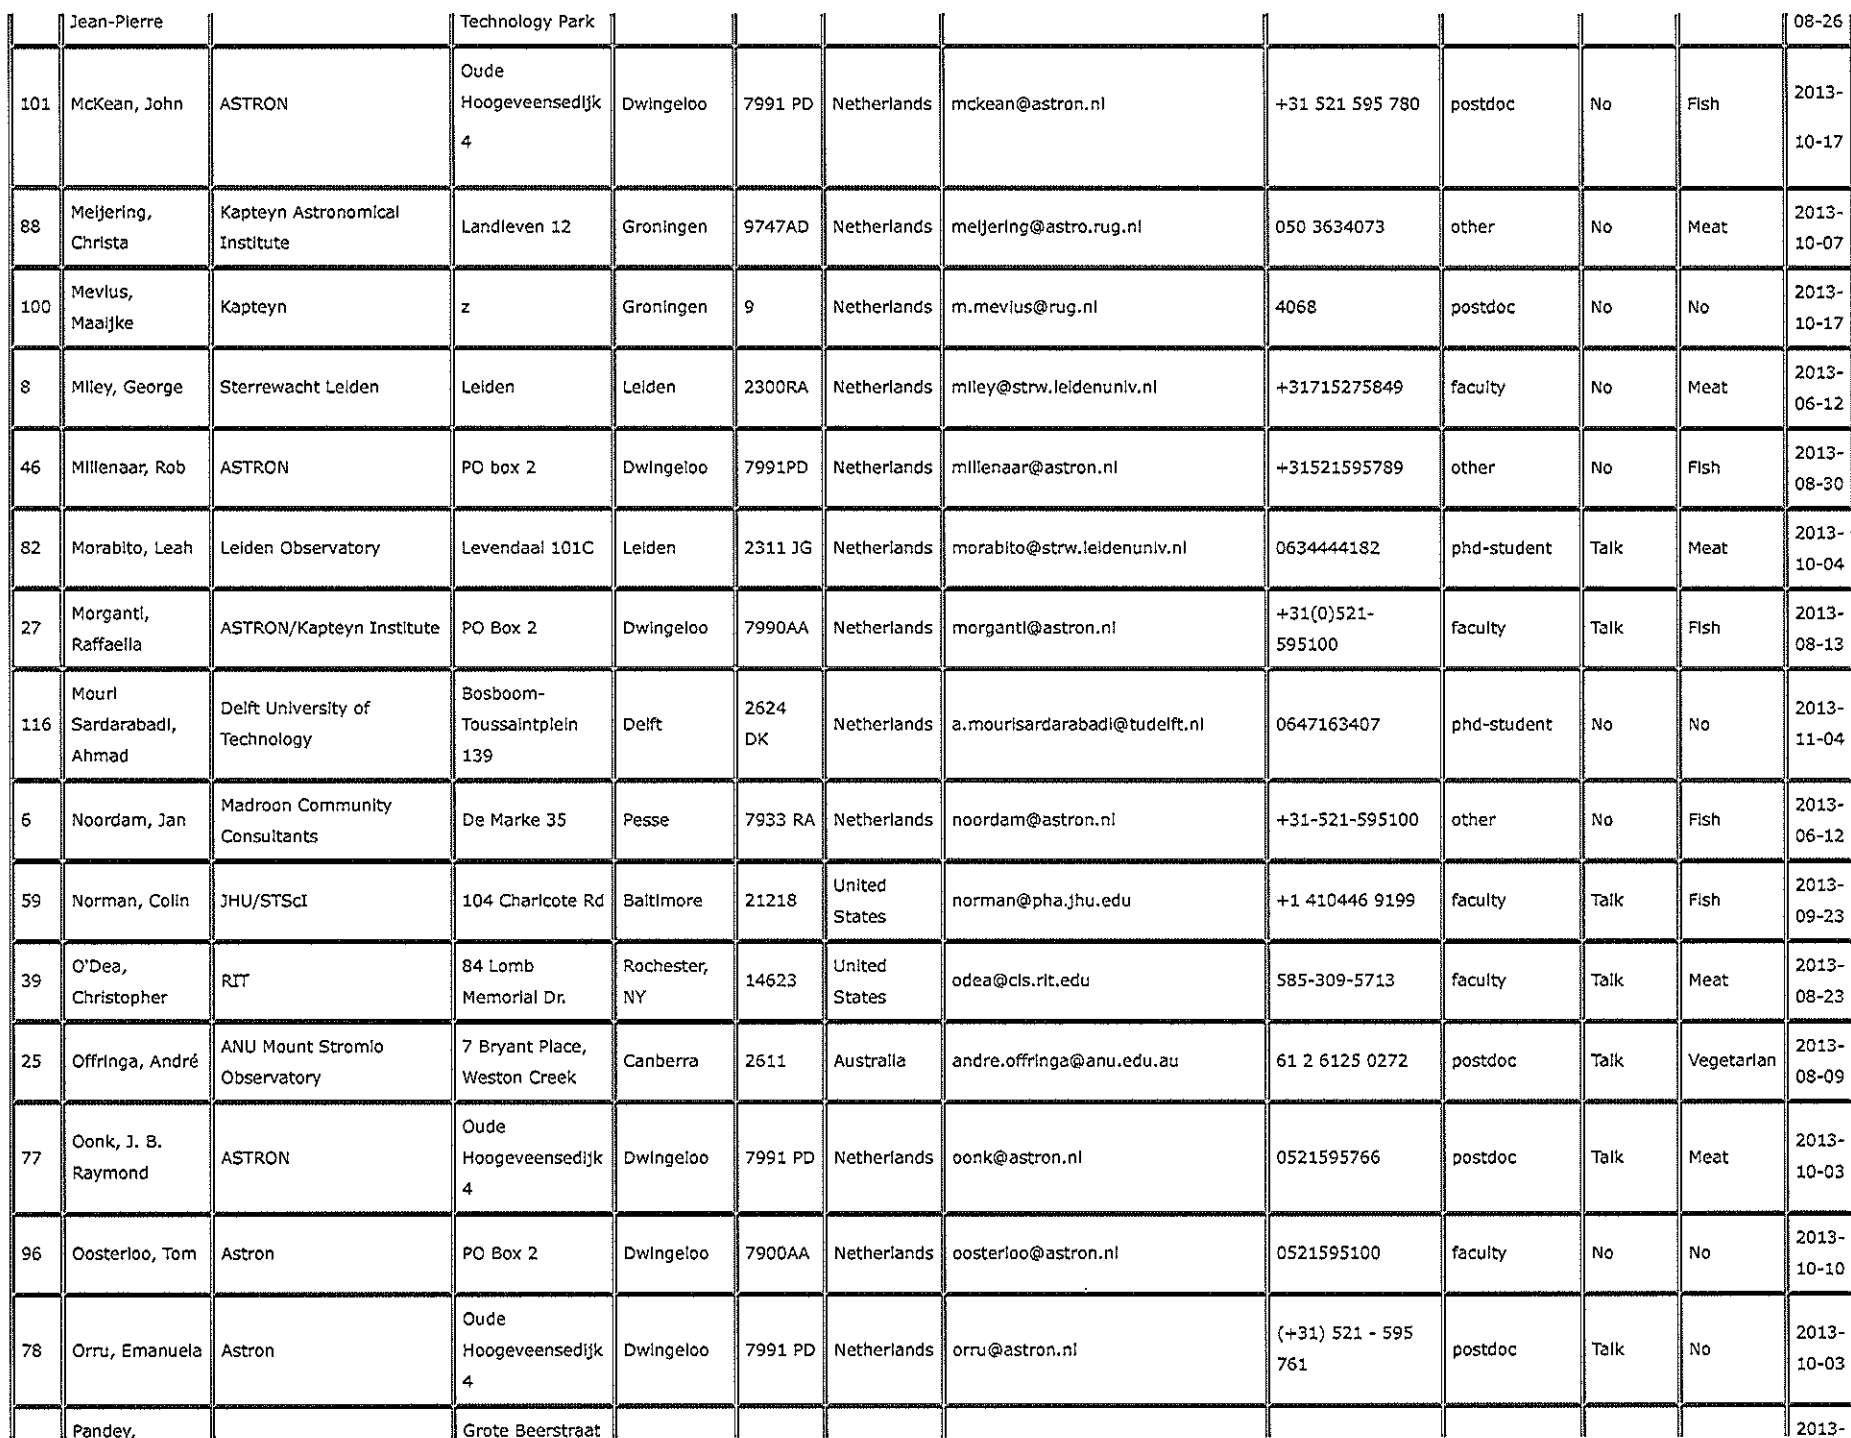 Jean-Pierre Technology Park 08-26
101 McKean, John ASTRON Oude Hoogeveensedijk 4 Dwingeloo 7991 PD Netherlands mckean@astron.nl +31 521 595 780 postdoc No Fish 2013-10-17
88 Meijering, Christa Kapteyn Astronomical Institute Landleven 12 Groningen 9747AD Netherlands meijering@astro.rug.nl 050 3634073 other No Meat 2013-10-07
100 Mevius, Maaijke Kapteyn z Groningen 9 Netherlands m.mevius@rug.nl 4068 postdoc No No 2013-10-17
8 Miley, George Sterrewacht Leiden Leiden Leiden 2300RA Netherlands miley@strw.leidenuniv.nl +31715275849 faculty No Meat 2013-06-12
46 Millenaar, Rob ASTRON PO box 2 Dwingeloo 7991PD Netherlands millenaar@astron.nl +31521595789 other No Fish 2013-08-30
82 Morabito, Leah Leiden Observatory Levendaal 101C Leiden 2311 JG Netherlands morabito@strw.leidenuniv.nl 0634444182 phd-student Talk Meat 2013-10-04
27 Morganti, Raffaella ASTRON/Kapteyn Institute PO Box 2 Dwingeloo 7990AA Netherlands morganti@astron.nl +31(0)521-595100 faculty Talk Fish 2013-08-13
116 Mouri Sardarabadi, Ahmad Delft University of Technology Bosboom-Toussaintplein 139 Delft 2624 DK Netherlands a.mourisardarabadi@tudelft.nl 0647163407 phd-student No No 2013-11-04
6 Noordam, Jan Madroon Community Consultants De Marke 35 Pesse 7933 RA Netherlands noordam@astron.nl +31-521-595100 other No Fish 2013-06-12
59 Norman, Colin JHU/STScI 104 Charlcote Rd Baltimore 21218 United States norman@pha.jhu.edu +1 410446 9199 faculty Talk Fish 2013-09-23
39 O'Dea, Christopher RIT 84 Lomb Memorial Dr. Rochester, NY 14623 United States odea@cis.rit.edu 585-309-5713 faculty Talk Meat 2013-08-23
25 Offringa, André ANU Mount Stromlo Observatory 7 Bryant Place, Weston Creek Canberra 2611 Australia andre.offringa@anu.edu.au 61 2 6125 0272 postdoc Talk Vegetarian 2013-08-09
77 Oonk, J. B. Raymond ASTRON Oude Hoogeveensedijk 4 Dwingeloo 7991 PD Netherlands oonk@astron.nl 0521595766 postdoc Talk Meat 2013-10-03
96 Oosterloo, Tom Astron PO Box 2 Dwingeloo 7900AA Netherlands oosterloo@astron.nl 0521595100 faculty No No 2013-10-10
78 Orru, Emanuela Astron Oude Hoogeveensedijk 4 Dwingeloo 7991 PD Netherlands orru@astron.nl (+31) 521 - 595 761 postdoc Talk No 2013-10-03
Pandey, Grote Beerstraat 2013-